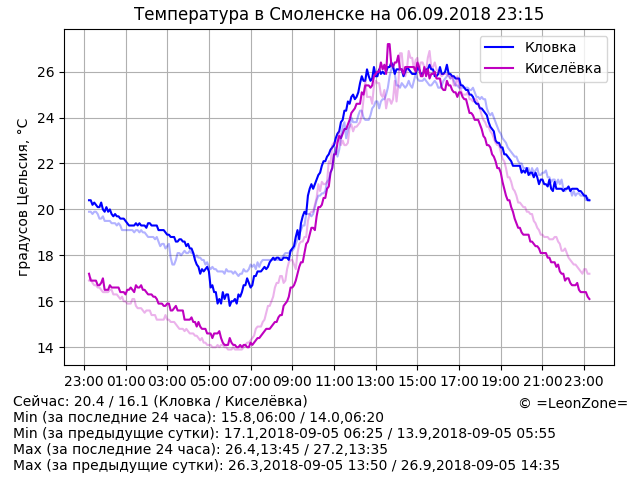 Температура в Смоленске на 06.09.2018 23:15
Кловка
Киселёвка
градусов Цельсия, °C
26
24
22
20
18
16
14
23:00 01:00 03:00 05:00 07:00 09:00 11:00 13:00 15:00 17:00 19:00 21:00 23:00
Сейчас: 20.4 / 16.1 (Кловка / Киселёвка)
© =LeonZone=
Min (за последние 24 часа): 15.8,06:00 / 14.0,06:20
Min (за предыдущие сутки): 17.1,2018-09-05 06:25 / 13.9,2018-09-05 05:55
Max (за последние 24 часа): 26.4,13:45 / 27.2,13:35
Max (за предыдущие сутки): 26.3,2018-09-05 13:50 / 26.9,2018-09-05 14:35